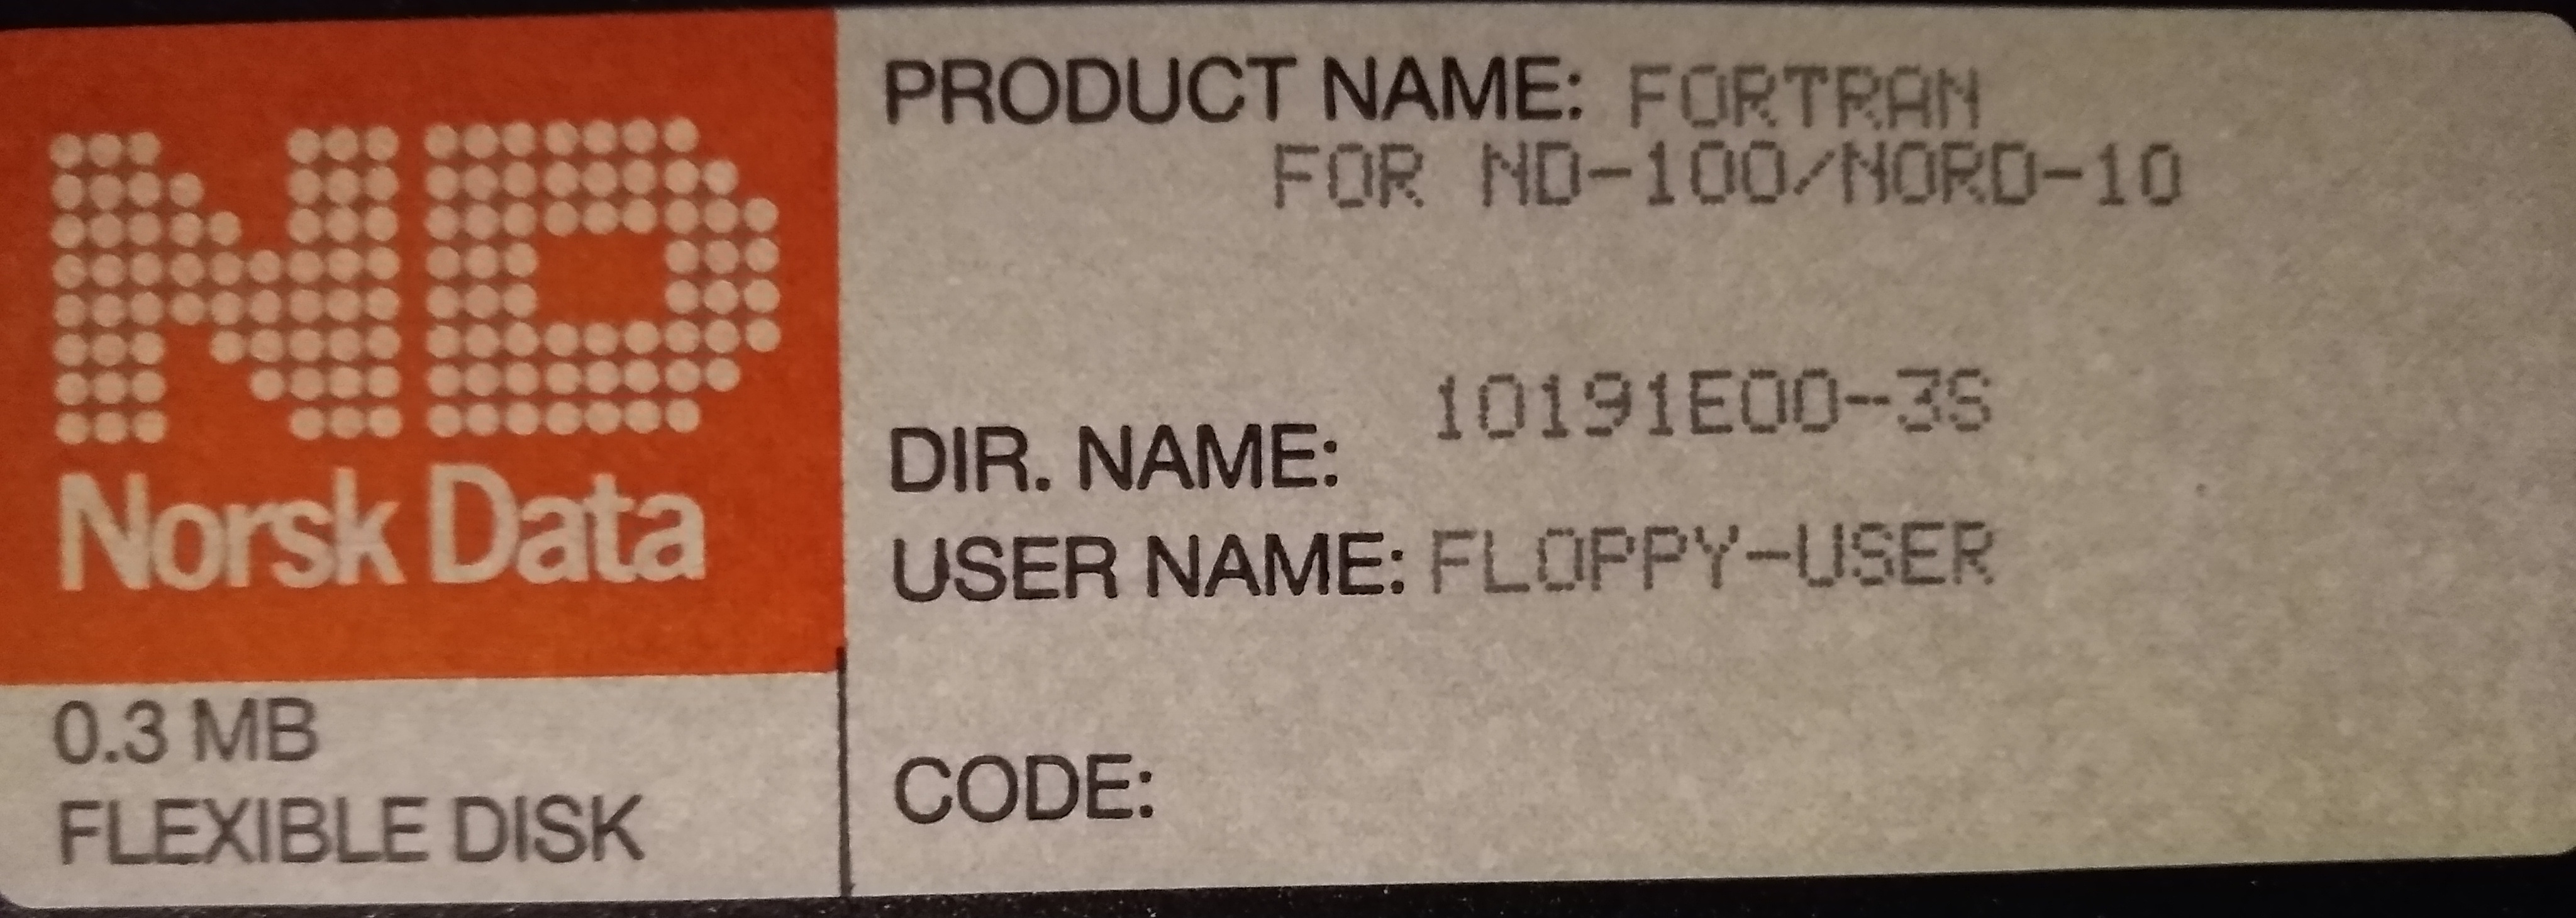 ND
Norsk Data
0.3 MB
FLEXIBLE DISK
PRODUCT NAME: FORTRAN
FOR ND-100/NORD-10
DIR. NAME: 10191E00-3S
USER NAME: FLOPPY-USER
CODE: